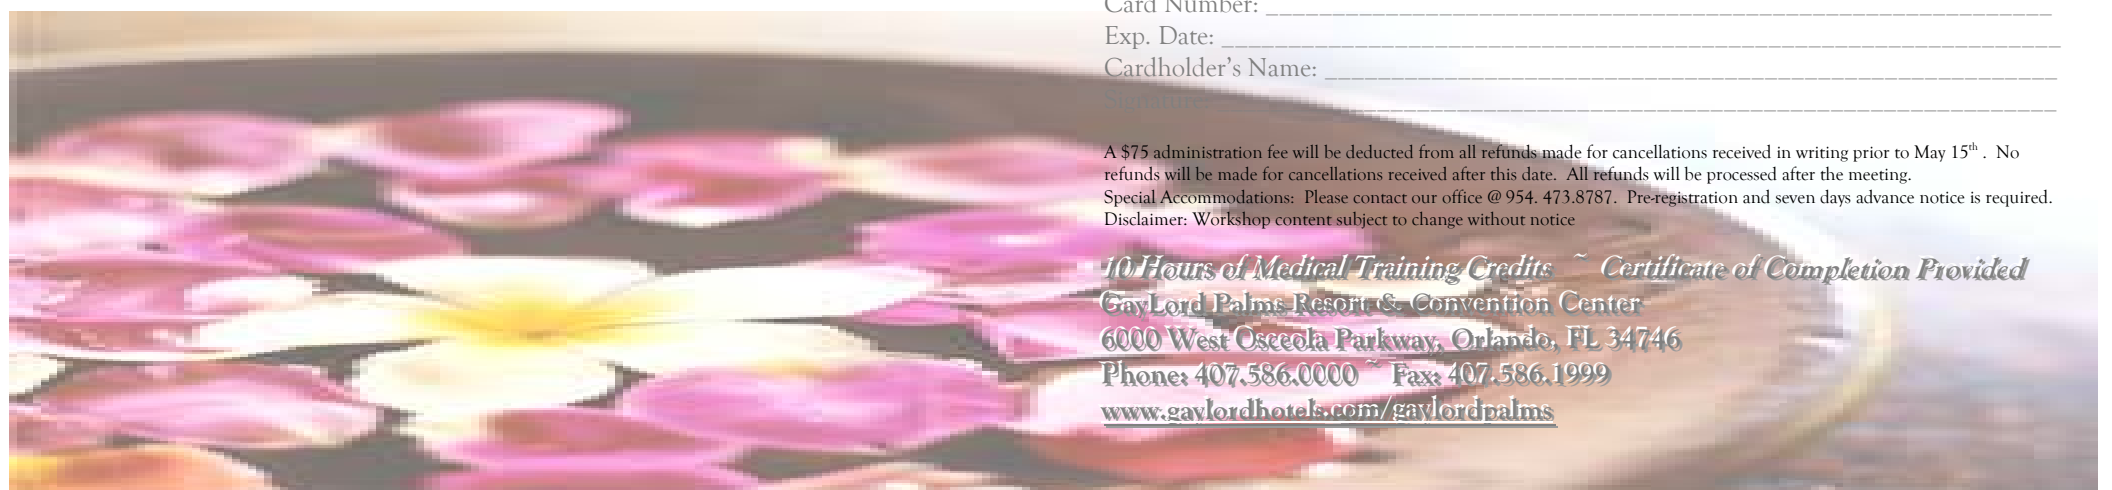 Card Number: ___________________________________________________________
Exp. Date: _______________________________________________________________
Cardholder’s Name: _______________________________________________________
Signature: _______________________________________________________________
A $75 administration fee will be deducted from all refunds made for cancellations received in writing prior to May 15th .  No
refunds will be made for cancellations received after this date.  All refunds will be processed after the meeting.
Special Accommodations:  Please contact our office @ 954. 473.8787.  Pre-registration and seven days advance notice is required.
Disclaimer: Workshop content subject to change without notice
10 Hours of Medical Training Credits  ~  Certificate of Completion Provided
GayLord Palms Resort & Convention Center
6000 West Osceola Parkway, Orlando, FL 34746
Phone: 407.586.0000 ~ Fax: 407.586.1999
www.gaylordhotels.com/gaylordpalms